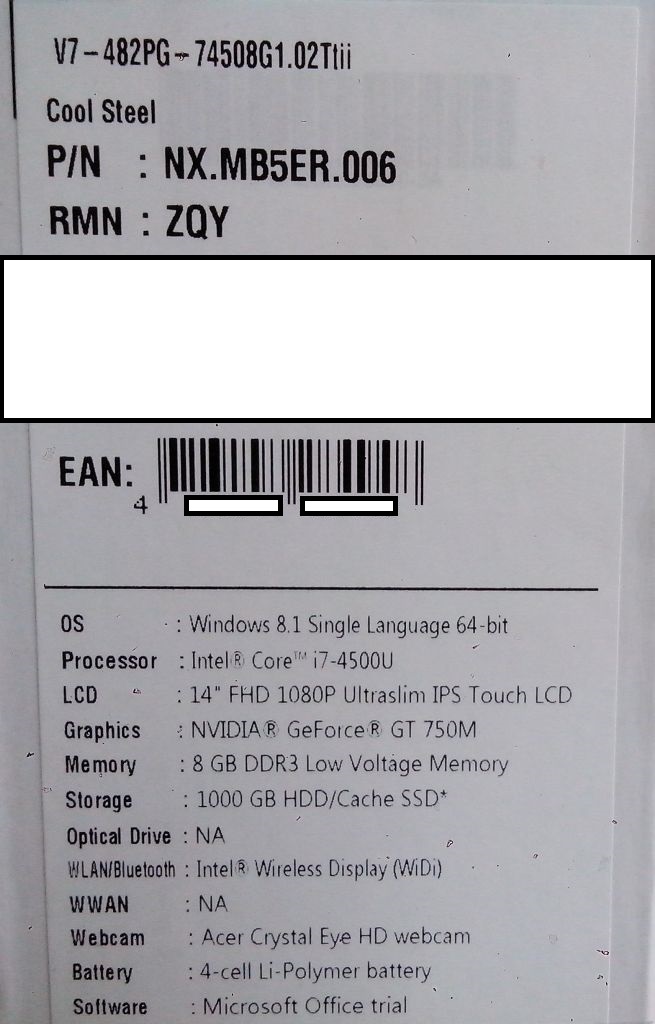 V7-482PG-74508G1.02Ttii
Cool Steel
P/N : NX.MB5ER.006
RMN : ZQY
EAN:
4
OS : Windows 8.1 Single Language 64-bit
Processor : Intel® Core™ i7-4500U
LCD : 14" FHD 1080P Ultraslim IPS Touch LCD
Graphics : NVIDIA® GeForce® GT 750M
Memory : 8 GB DDR3 Low Voltage Memory
Storage : 1000 GB HDD/Cache SSD*
Optical Drive : NA
WLAN/Bluetooth : Intel® Wireless Display (WiDi)
WWAN : NA
Webcam : Acer Crystal Eye HD webcam
Battery : 4-cell Li-Polymer battery
Software : Microsoft Office trial